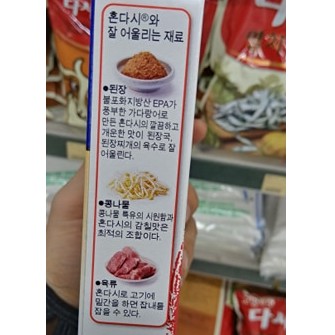 혼다시®와
잘 어울리는 재료
●된장
불포화지방산 EPA가
풍부한 가다랑어로
만든 혼다시의 깔끔하고
개운한 맛이 된장국,
된장찌개의 육수로 잘
어울린다.
●콩나물
콩나물 특유의 시원함과
혼다시의 감칠맛은
최적의 조합이다.
●육류
혼다시로 고기에
밑간을 하면 잡내를
잡을 수 있다.